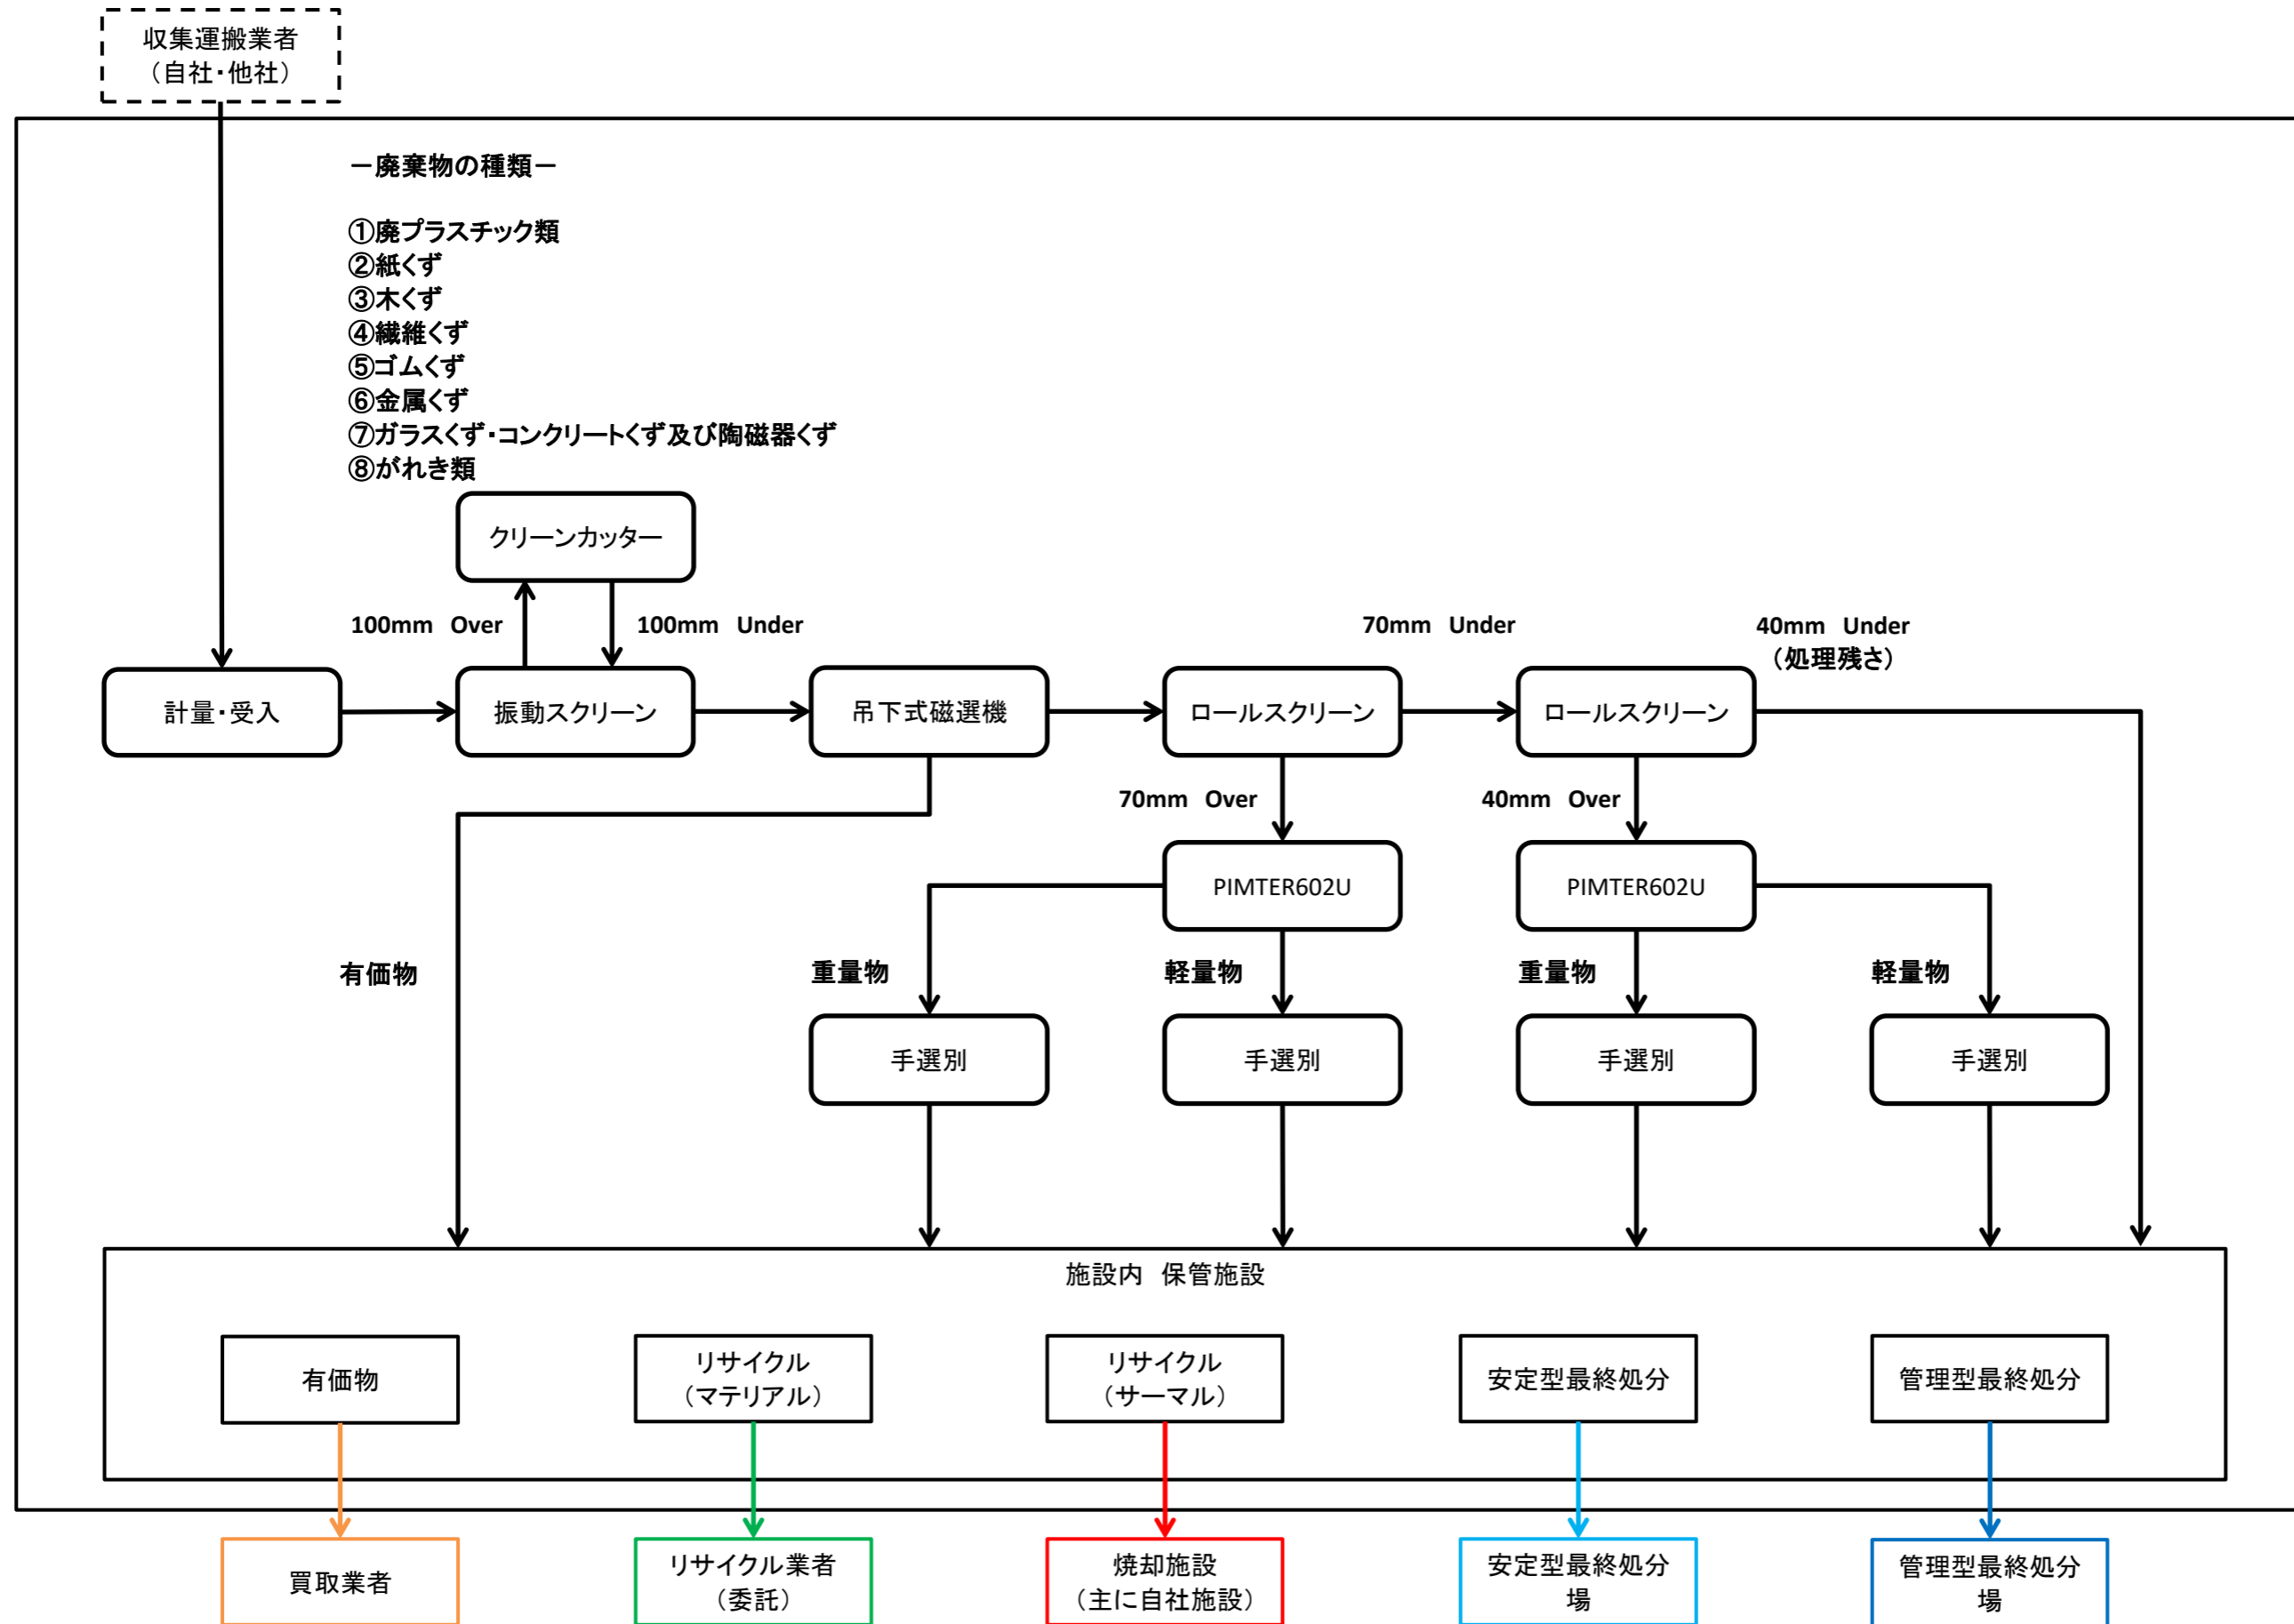 収集運搬業者
（自社・他社）
－廃棄物の種類－
①廃プラスチック類
②紙くず
③木くず
④繊維くず
⑤ゴムくず
⑥金属くず
⑦ガラスくず・コンクリートくず及び陶磁器くず
⑧がれき類
クリーンカッター
100mm Over
100mm Under
70mm Under
40mm Under
（処理残さ）
計量・受入
振動スクリーン
吊下式磁選機
ロールスクリーン
ロールスクリーン
70mm Over
40mm Over
PIMTER602U
PIMTER602U
有価物
重量物
軽量物
重量物
軽量物
手選別
手選別
手選別
手選別
施設内 保管施設
有価物
リサイクル
（マテリアル）
リサイクル
（サーマル）
安定型最終処分
管理型最終処分
買取業者
リサイクル業者
（委託）
焼却施設
（主に自社施設）
安定型最終処分
場
管理型最終処分
場